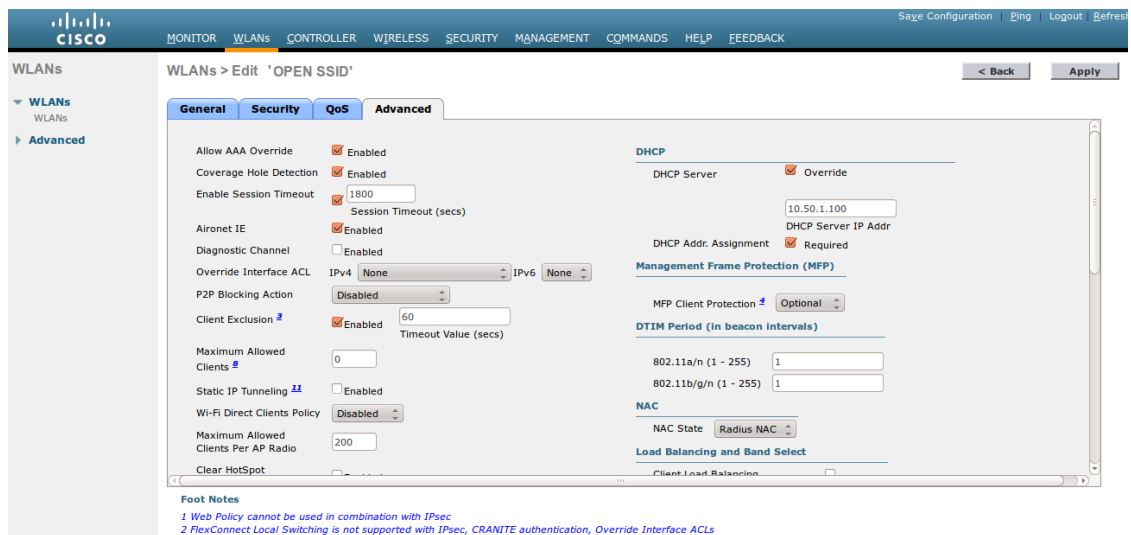 Save Configuration | Ping | Logout | Refresh
CISCO
MONITOR WLANs CONTROLLER WIRELESS SECURITY MANAGEMENT COMMANDS HELP FEEDBACK
WLANs
WLANs > Edit 'OPEN SSID'
< Back
Apply
WLANs
WLANs
Advanced
General Security QoS Advanced
Allow AAA Override Enabled
Coverage Hole Detection Enabled
Enable Session Timeout 1800
Session Timeout (secs)
Aironet IE Enabled
Diagnostic Channel Enabled
Override Interface ACL IPv4 None IPv6 None
P2P Blocking Action Disabled
Client Exclusion 3 Enabled 60
Timeout Value (secs)
Maximum Allowed
Clients 8 0
Static IP Tunneling 11 Enabled
Wi-Fi Direct Clients Policy Disabled
Maximum Allowed
Clients Per AP Radio 200
Clear HotSpot
DHCP
DHCP Server Override
10.50.1.100
DHCP Server IP Addr
DHCP Addr. Assignment Required
Management Frame Protection (MFP)
MFP Client Protection 4 Optional
DTIM Period (in beacon intervals)
802.11a/n (1 - 255) 1
802.11b/g/n (1 - 255) 1
NAC
NAC State Radius NAC
Load Balancing and Band Select
Client Load Balancing
Foot Notes
1 Web Policy cannot be used in combination with IPsec
2 FlexConnect Local Switching is not supported with IPsec, CRANITE authentication, Override Interface ACLs